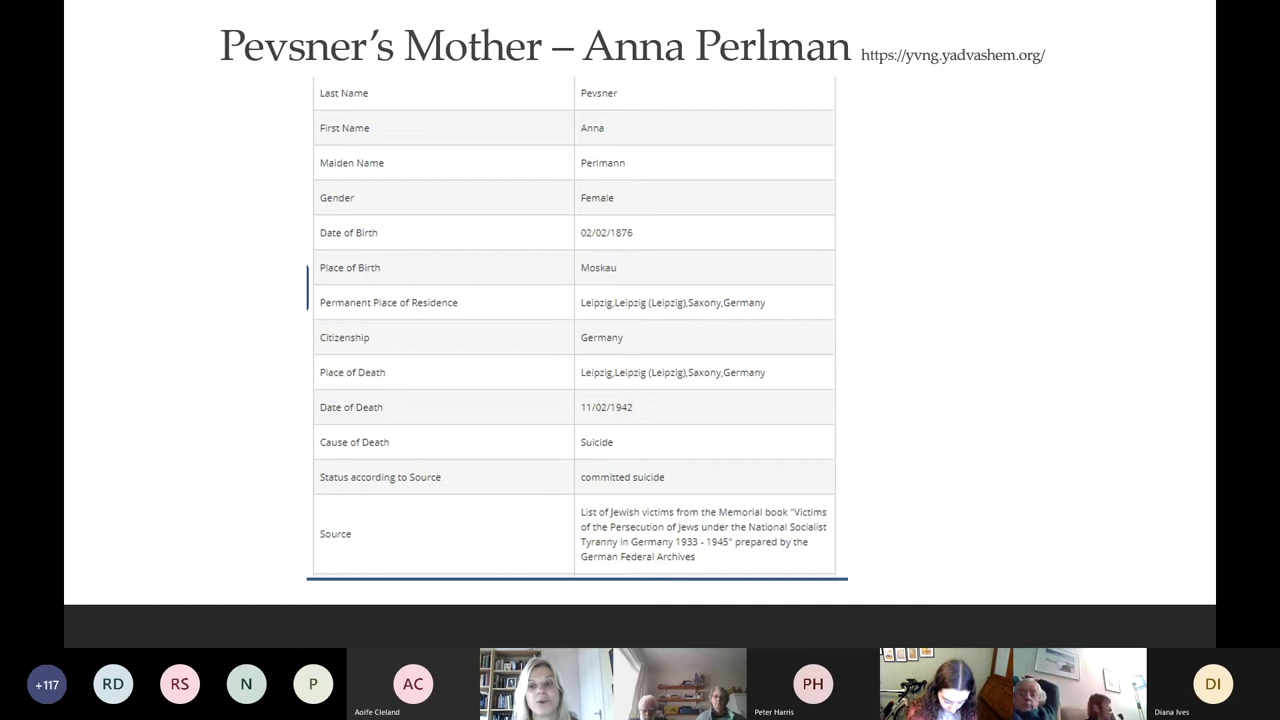 Pevsner's Mother – Anna Perlman https://yvng.yadvashem.org/
Last Name Pevsner
First Name Anna
Maiden Name Perlmann
Gender Female
Date of Birth 02/02/1876
Place of Birth Moskau
Permanent Place of Residence Leipzig,Leipzig (Leipzig),Saxony,Germany
Citizenship Germany
Place of Death Leipzig,Leipzig (Leipzig),Saxony,Germany
Date of Death 11/02/1942
Cause of Death Suicide
Status according to Source committed suicide
Source
List of Jewish victims from the Memorial book "Victims
of the Persecution of Jews under the National Socialist
Tyranny in Germany 1933 - 1945" prepared by the
German Federal Archives
+117 RD RS N P AC PH DI
Aoife Cleland Peter Harris Diana Ives